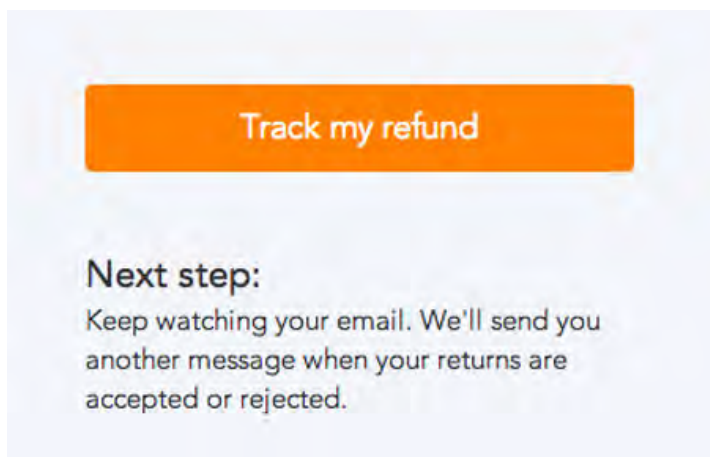 Track my refund
Next step:
Keep watching your email. We'll send you
another message when your returns are
accepted or rejected.